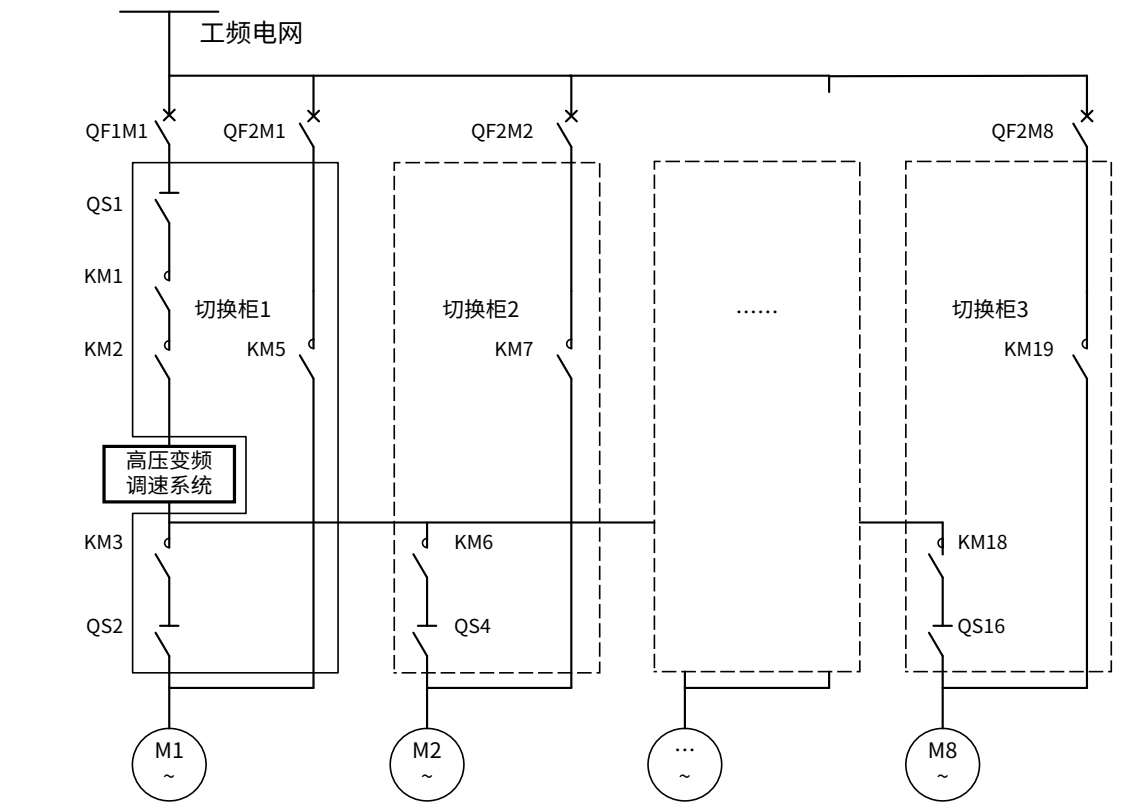 工频电网
QF1M1
QF2M1
QF2M2
QF2M8
QS1
KM1
切换柜1
切换柜2
……
切换柜3
KM2
KM5
KM7
KM19
高压变频
调速系统
KM3
KM6
KM18
QS2
QS4
QS16
M1
~
M2
~
…
~
M8
~